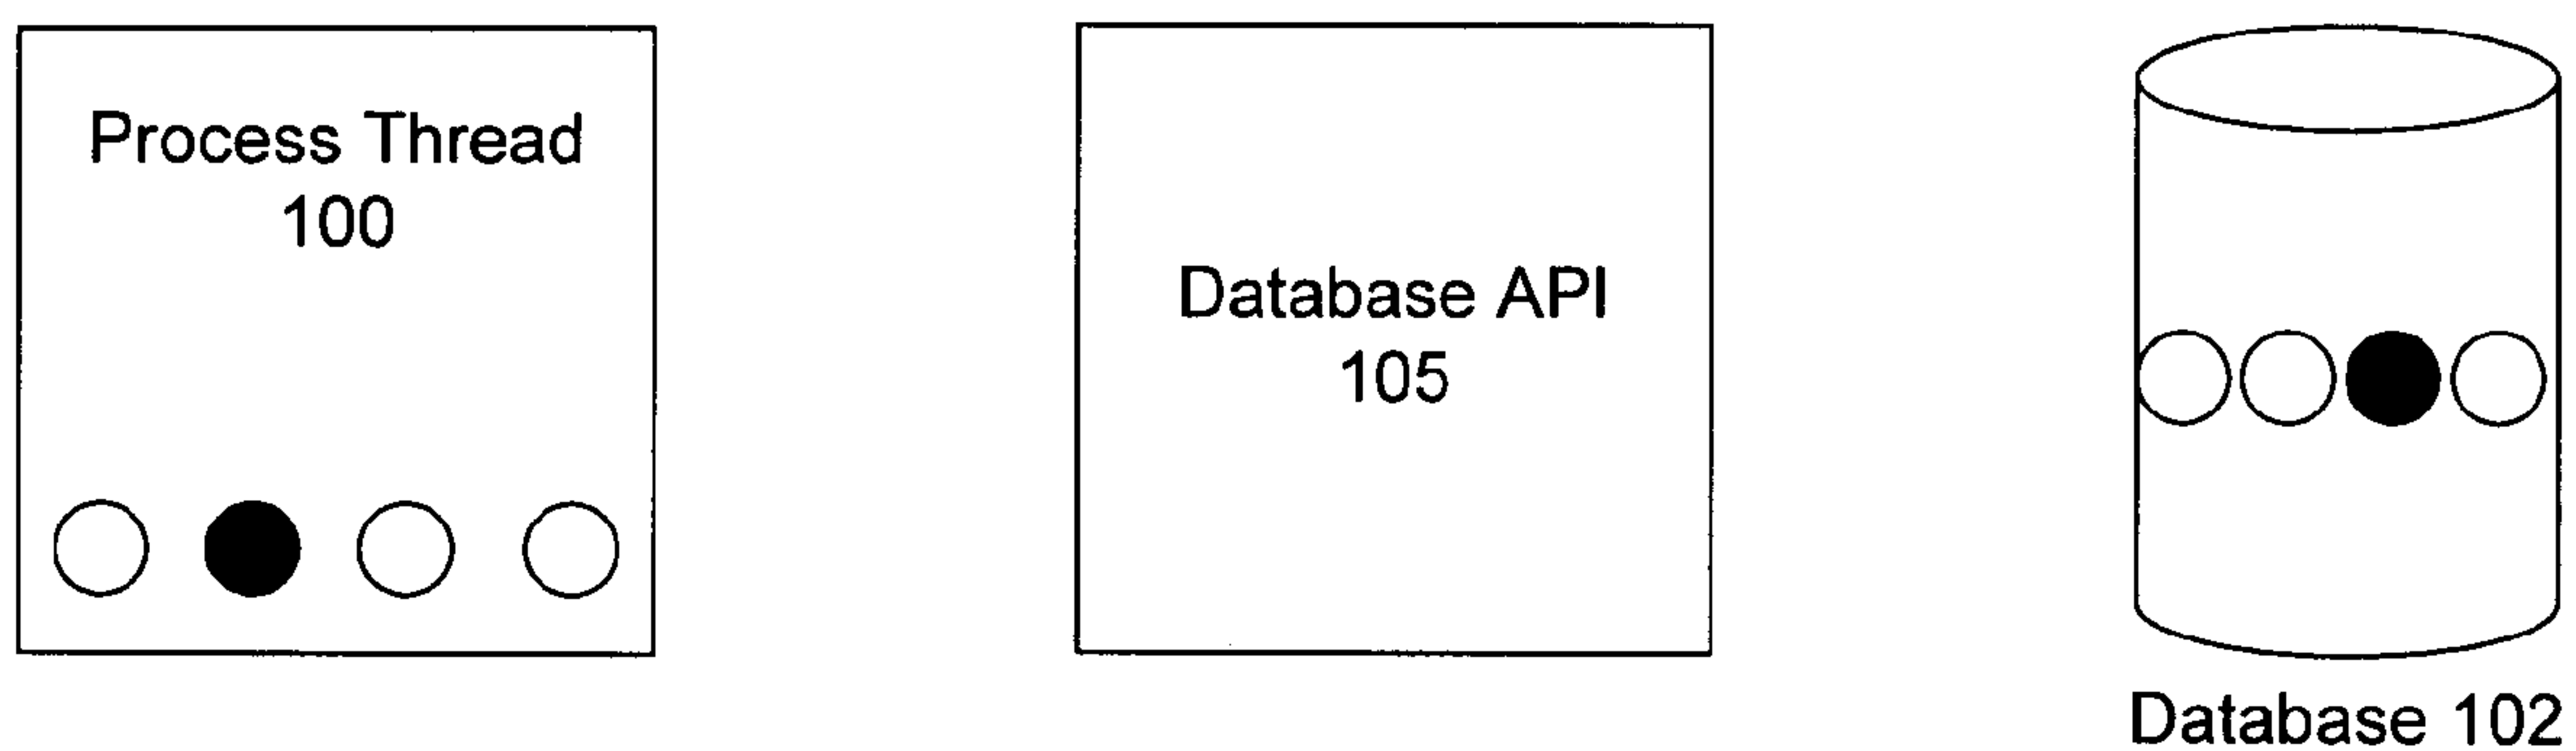 Process Thread
100
Database API
105
Database 102